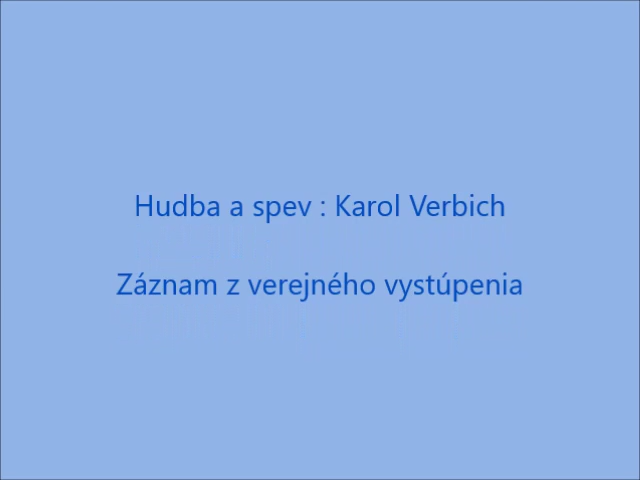 Hudba a spev : Karol Verbich
Záznam z verejného vystúpenia